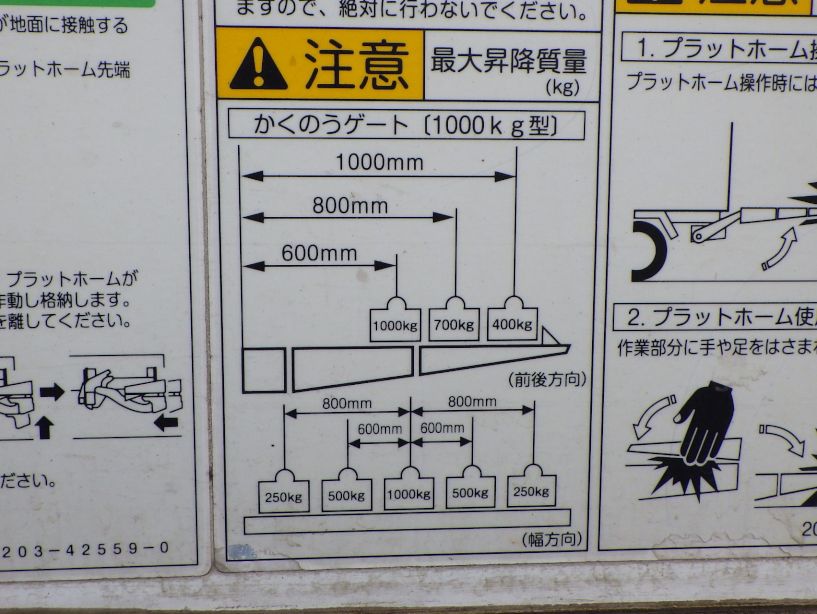 が地面に接触する
ラットホーム先端
プラットホームが
作動し格納します。
を離してください。
ださい。
203-42559-0
ますので、絶対に行わないでください。
注意
最大昇降質量
(kg)
かくのうゲート〔1000kg型〕
1000mm
800mm
600mm
1000kg
700kg
400kg
(前後方向)
800mm
800mm
600mm
600mm
250kg
500kg
1000kg
500kg
250kg
(幅方向)
1. プラットホーム操
プラットホーム操作時には
2. プラットホーム使
作業部分に手や足をはさま
20